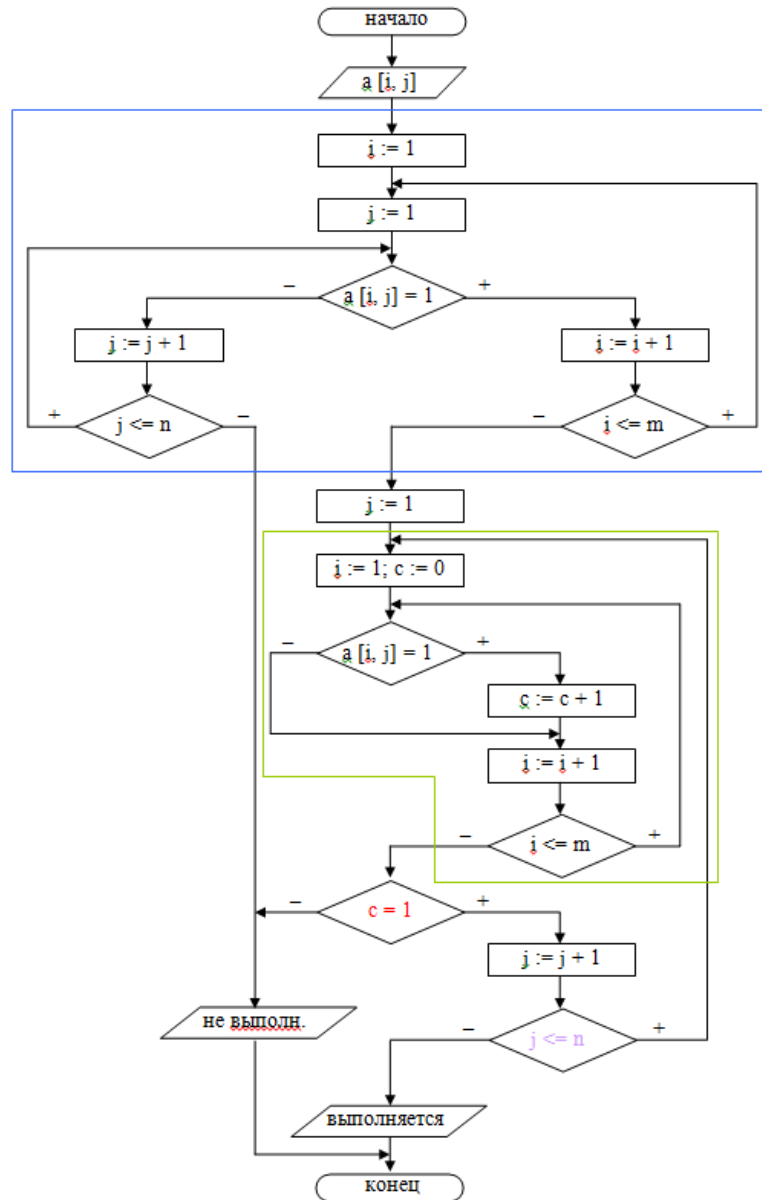 начало
a [i, j]
i := 1
j := 1
– a [i, j] = 1 +
j := j + 1
i := i + 1
+ j <= n –
– i <= m +
j := 1
i := 1; c := 0
– a [i, j] = 1 +
c := c + 1
i := i + 1
– i <= m +
– c = 1 +
j := j + 1
не выполн.
– j <= n +
выполняется
конец